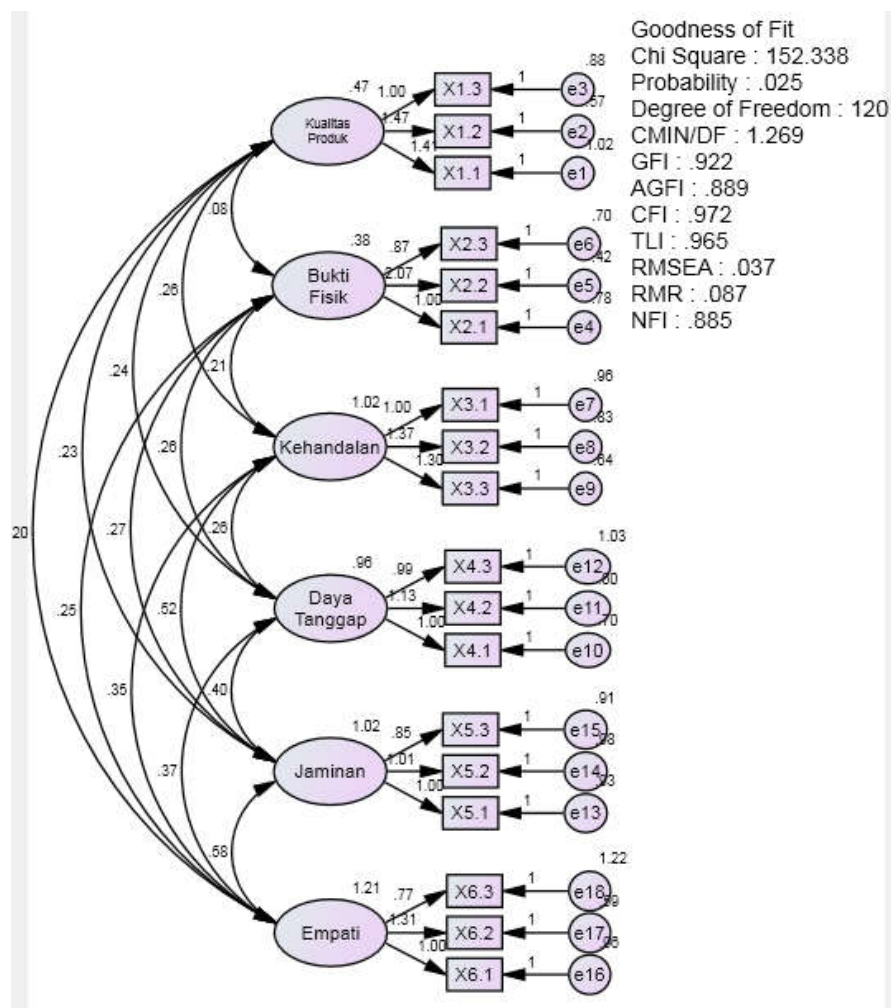 Goodness of Fit
Chi Square : 152.338
Probability : .025
Degree of Freedom : 120
CMIN/DF : 1.269
GFI : .922
AGFI : .889
CFI : .972
TLI : .965
RMSEA : .037
RMR : .087
NFI : .885
.47
Kualitas
Produk
1.00
X1.3
1
e3
.88
1.47
X1.2
1
e2
1.41
X1.1
1
e1
.08
.38
Bukti
Fisik
.87
X2.3
1
e6
.70
2.07
X2.2
1
e5
.42
1.00
X2.1
1
e4
.78
.26
.21
1.02
Kehandalan
1.00
X3.1
1
e7
.96
1.37
X3.2
1
e8
1.30
X3.3
1
e9
.24
.26
.23
.27
.26
20
.96
Daya
Tanggap
.99
X4.3
1
e12
1.03
1.13
X4.2
1
e11
1.00
X4.1
1
e10
.70
.25
.52
.35
.40
1.02
Jaminan
.85
X5.3
1
e15
.91
1.01
X5.2
1
e14
1.00
X5.1
1
e13
.37
.58
1.21
Empati
.77
X6.3
1
e18
1.22
1.31
X6.2
1
e17
1.00
X6.1
1
e16